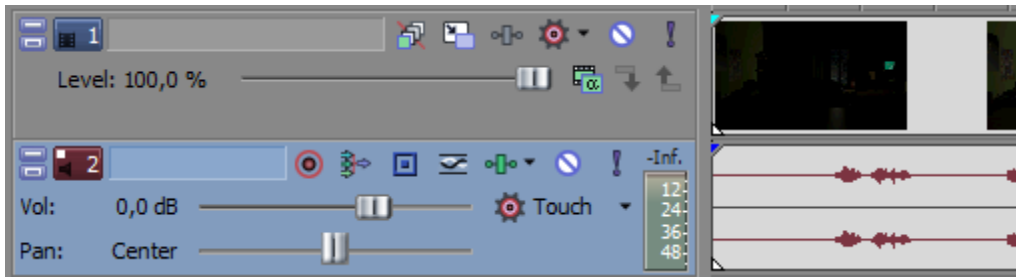 1
Level: 100,0 %
α
2
-Inf.
Vol: 0,0 dB Touch
Pan: Center
12
24
36
48